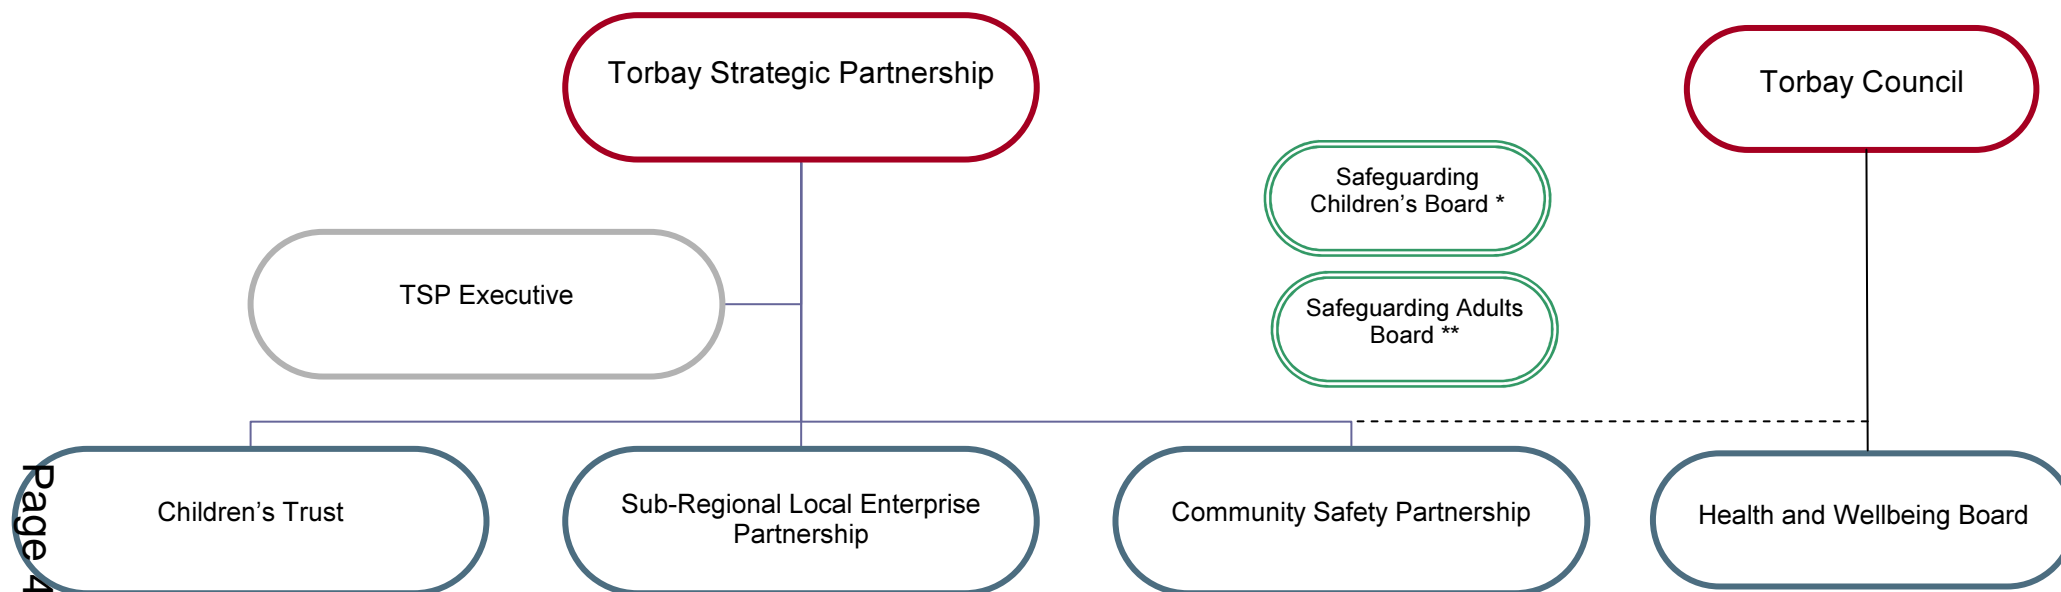 Torbay Strategic Partnership
Torbay Council
Safeguarding
Children’s Board *
TSP Executive
Safeguarding Adults
Board **
Children’s Trust
Sub-Regional Local Enterprise
Partnership
Community Safety Partnership
Health and Wellbeing Board
Page 4